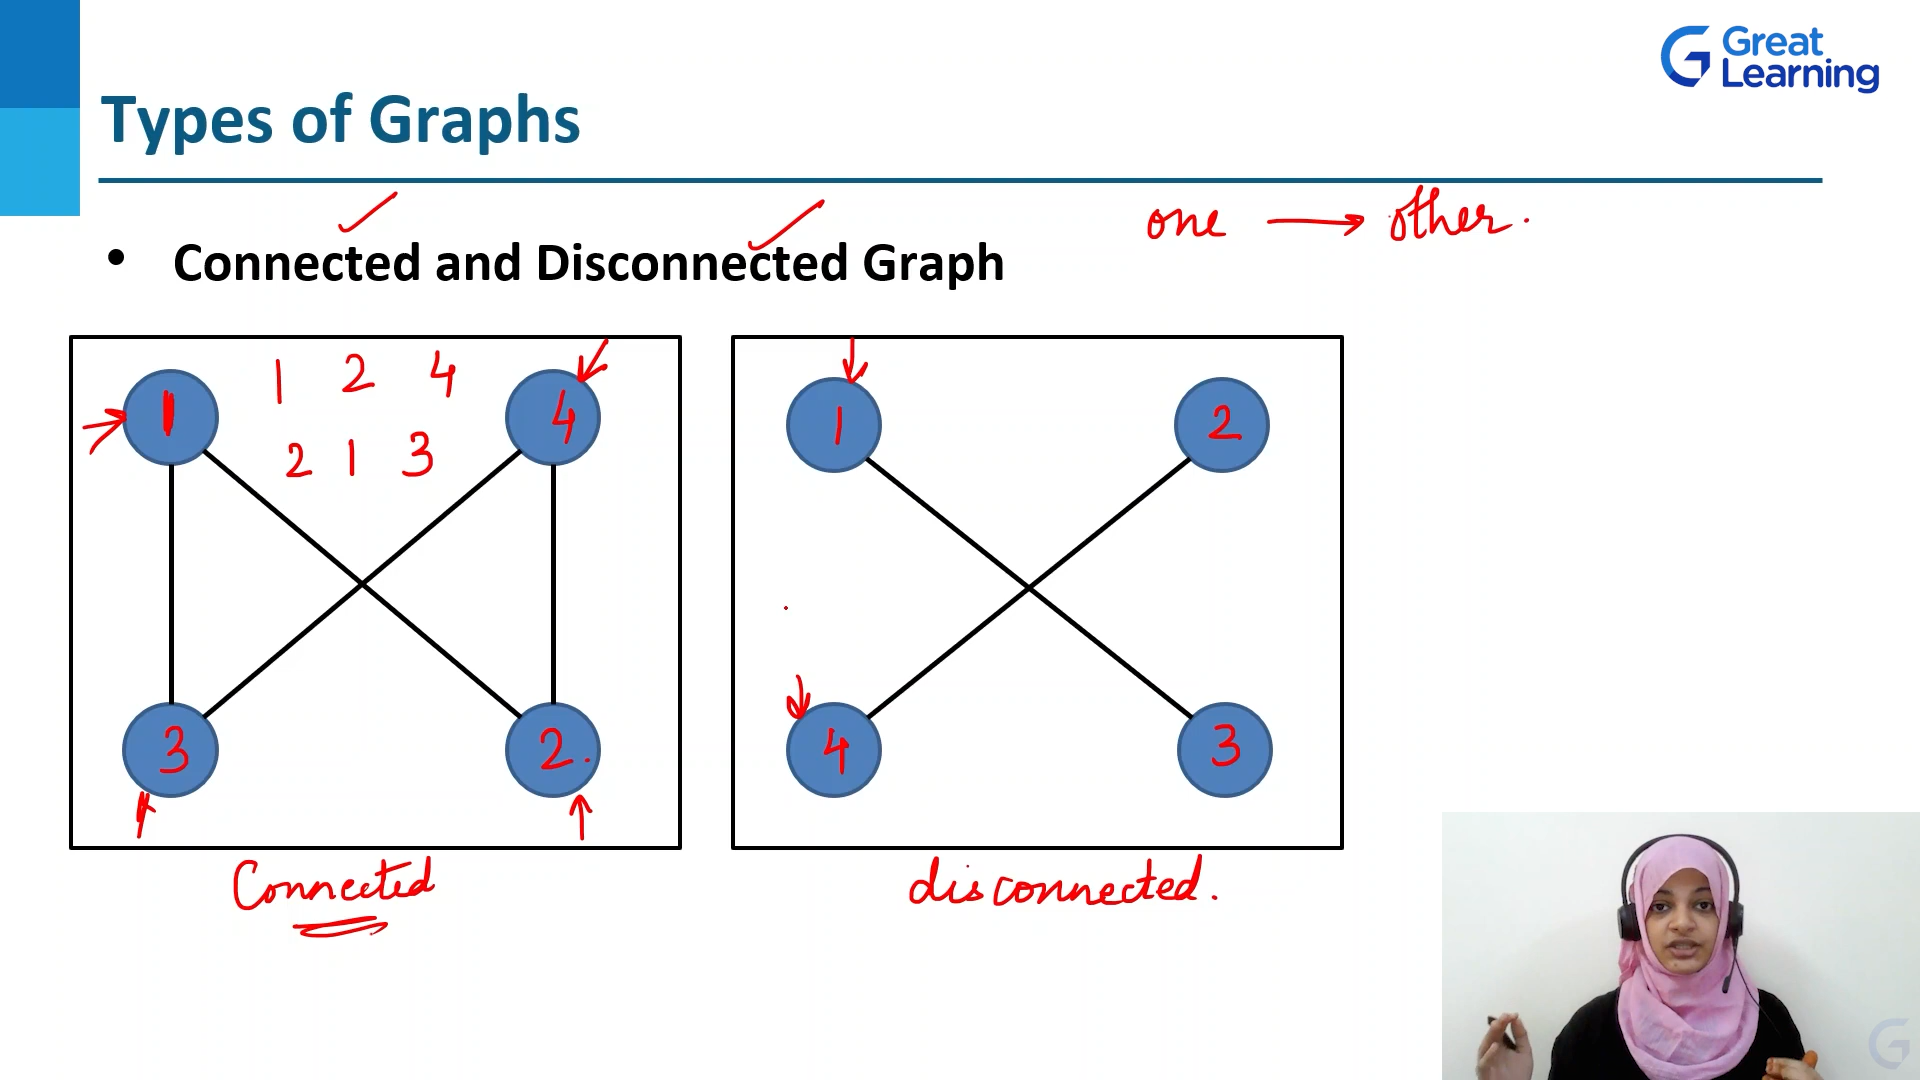 Great
Learning
Types of Graphs
one → other.
• Connected and Disconnected Graph
1 2 4
2 1 3
1
4
3
2.
1
2
4
3
Connected
disconnected.